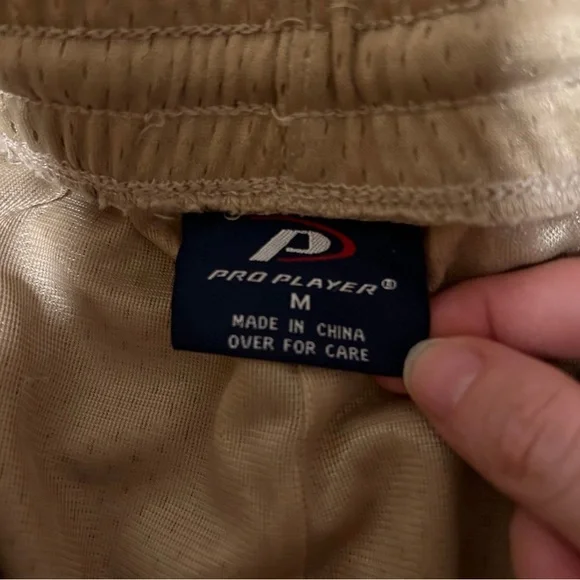 P
PRO PLAYER®
M
MADE IN CHINA
OVER FOR CARE